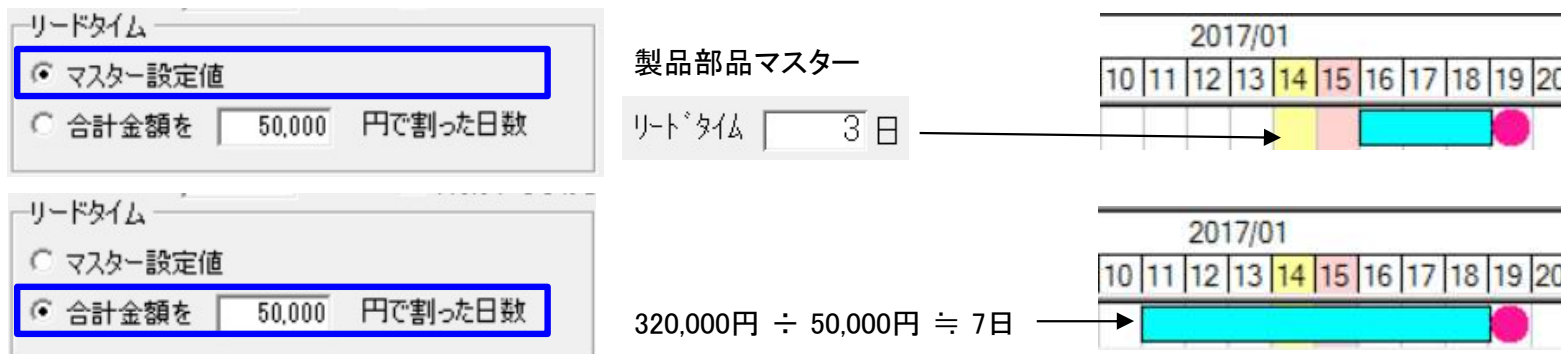 リードタイム
マスター設定値
合計金額を 50,000 円で割った日数
製品部品マスター
リードタイム 3 日
2017/01
10 11 12 13 14 15 16 17 18 19 20
リードタイム
マスター設定値
合計金額を 50,000 円で割った日数
320,000円 ÷ 50,000円 ≒ 7日
2017/01
10 11 12 13 14 15 16 17 18 19 20